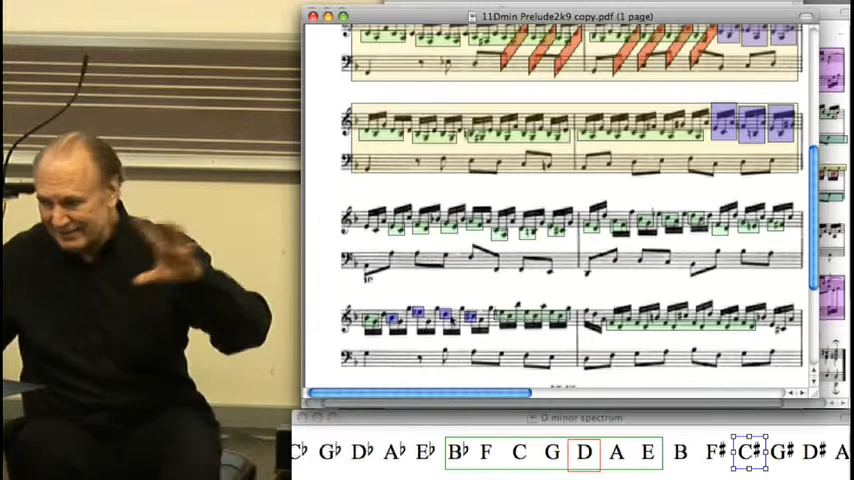 11Dmin Prelude2k9 copy.pdf (1 page)
D minor spectrum
C♭ G♭ D♭ A♭ E♭ B♭ F C G D A E B F♯ C♯ G♯ D♯ A